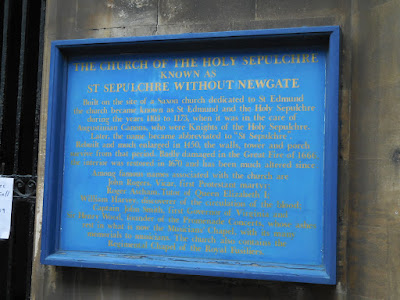 THE CHURCH OF THE HOLY SEPULCHRE
KNOWN AS
ST SEPULCHRE WITHOUT NEWGATE
Built on the site of a Saxon church dedicated to St Edmund
the church became known as St Edmund and the Holy Sepulchre
during the years to 1173, when it was in the care of
Augustinian Canons, who were Knights of the Holy Sepulchre.
Later, the name became abbreviated to "St Sepulchre".
Rebuilt and much enlarged in 1450, the walls, tower and porch
survive from that period. Badly damaged in the Great Fire of
the interior was restored in 1670 and has been much altered since
Among famous names associated with the church are
John Rogers, Vicar, first Protestant martyr;
Roger Ascham, tutor of Queen Elizabeth I;
William Harvey, discoverer of the circulation of the blood;
Captain John Smith, first Governor of Virginia and
Sir Henry Wood, founder of the Promenade Concerts, whose ashes
rest in what is now the Musicians Chapel, with its many
memorials to musicians. The church also contains the
Regimental Chapel of the Royal Fusiliers.